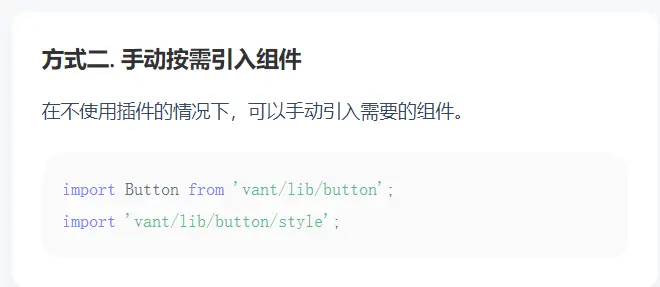 方式二. 手动按需引入组件
在不使用插件的情况下，可以手动引入需要的组件。
import Button from 'vant/lib/button';
import 'vant/lib/button/style';